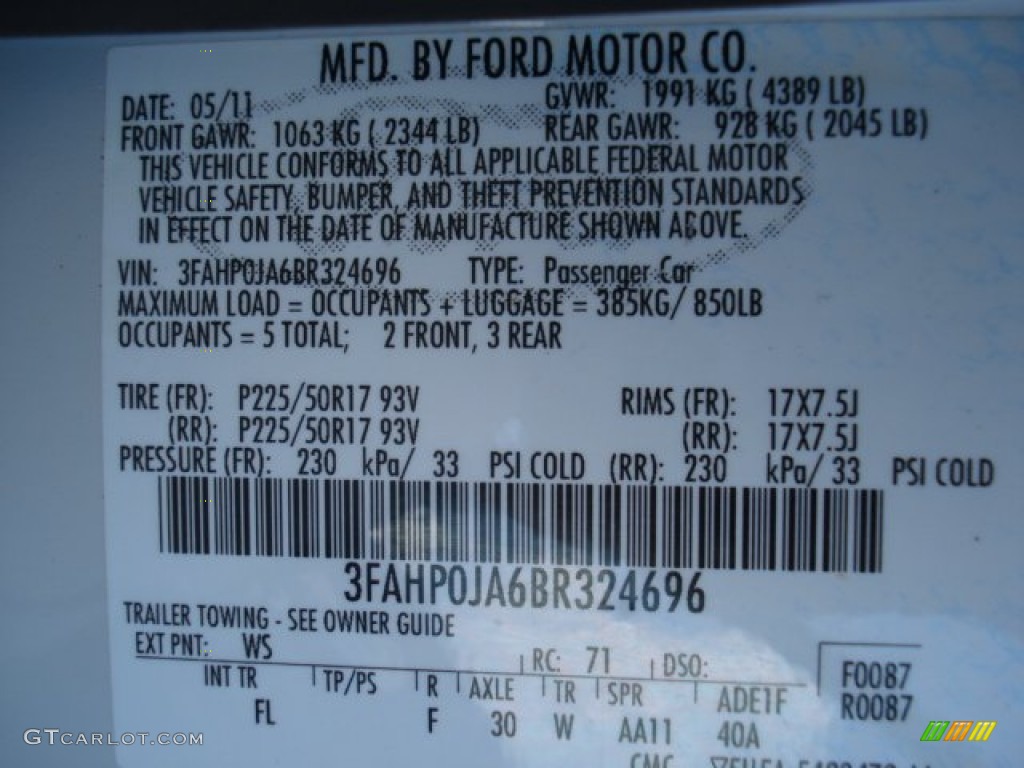 MFD. BY FORD MOTOR CO.
DATE: 05/11 GVWR: 1991 KG ( 4389 LB)
FRONT GAWR: 1063 KG ( 2344 LB) REAR GAWR: 928 KG ( 2045 LB)
THIS VEHICLE CONFORMS TO ALL APPLICABLE FEDERAL MOTOR
VEHICLE SAFETY, BUMPER, AND THEFT PREVENTION STANDARDS
IN EFFECT ON THE DATE OF MANUFACTURE SHOWN ABOVE.
VIN: 3FAHP0JA6BR324696 TYPE: Passenger Car
MAXIMUM LOAD = OCCUPANTS + LUGGAGE = 385KG/ 850LB
OCCUPANTS = 5 TOTAL; 2 FRONT, 3 REAR
TIRE (FR): P225/50R17 93V RIMS (FR): 17X7.5J
(RR): P225/50R17 93V (RR): 17X7.5J
PRESSURE (FR): 230 kPa/ 33 PSI COLD (RR): 230 kPa/ 33 PSI COLD
3FAHP0JA6BR324696
TRAILER TOWING - SEE OWNER GUIDE
EXT PNT: WS RC: 71 DSO: F0087
INT TR TP/PS R AXLE TR SPR ADE1F R0087
FL F 30 W AA11 40A
GTCARLOT.COM